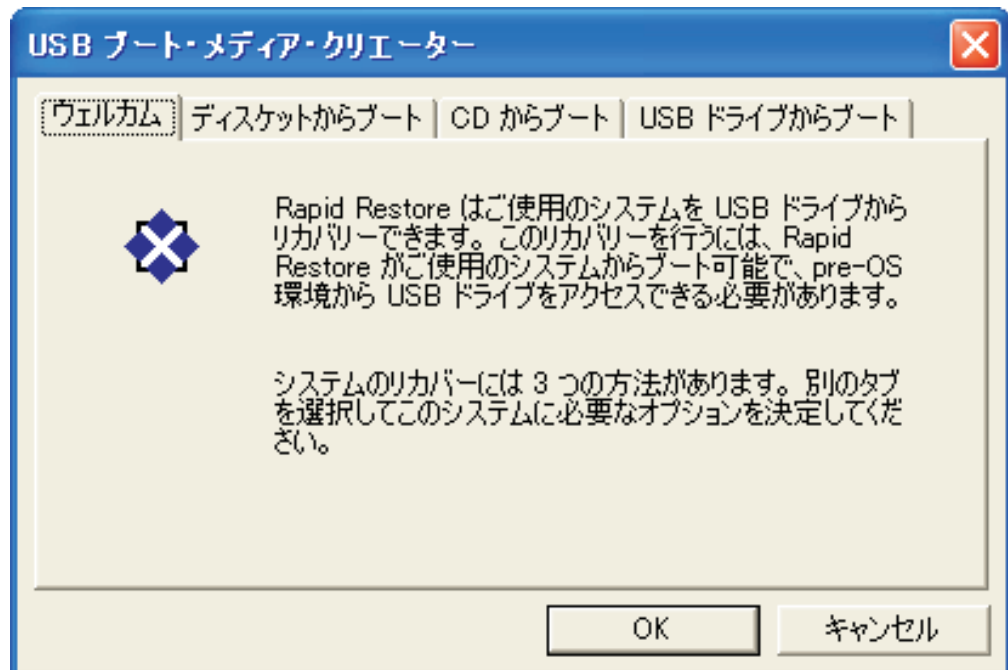 USB ブート・メディア・クリエーター
ウェルカム
ディスケットからブート
CD からブート
USB ドライブからブート
Rapid Restore はご使用のシステムを USB ドライブから
リカバリーできます。このリカバリーを行うには、Rapid
Restore がご使用のシステムからブート可能で、pre-OS
環境から USB ドライブをアクセスできる必要があります。
システムのリカバーには 3 つの方法があります。別のタブ
を選択してこのシステムに必要なオプションを決定してくだ
さい。
OK
キャンセル